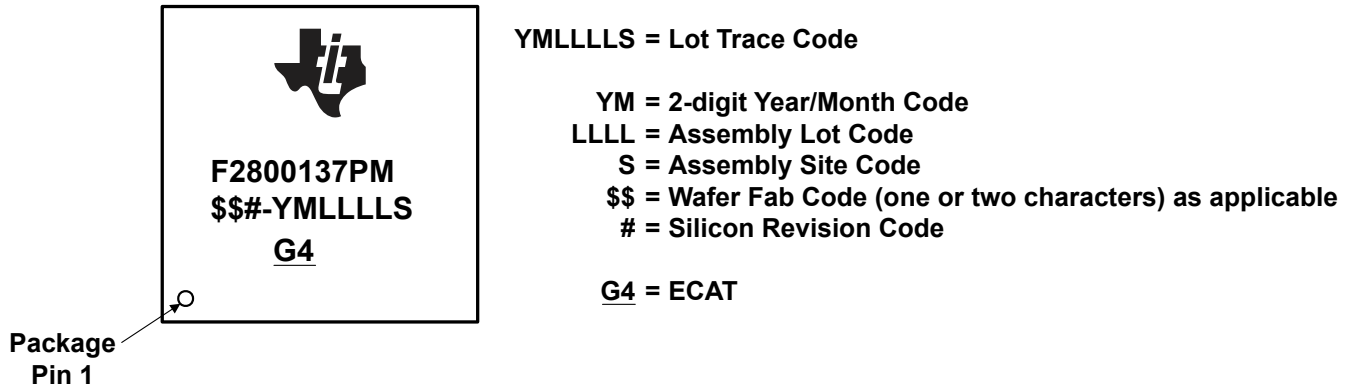 F2800137PM
$$#-YMLLLLS
G4
Package
Pin 1
YMLLLLS = Lot Trace Code
YM = 2-digit Year/Month Code
LLLL = Assembly Lot Code
S = Assembly Site Code
$$ = Wafer Fab Code (one or two characters) as applicable
# = Silicon Revision Code
G4 = ECAT